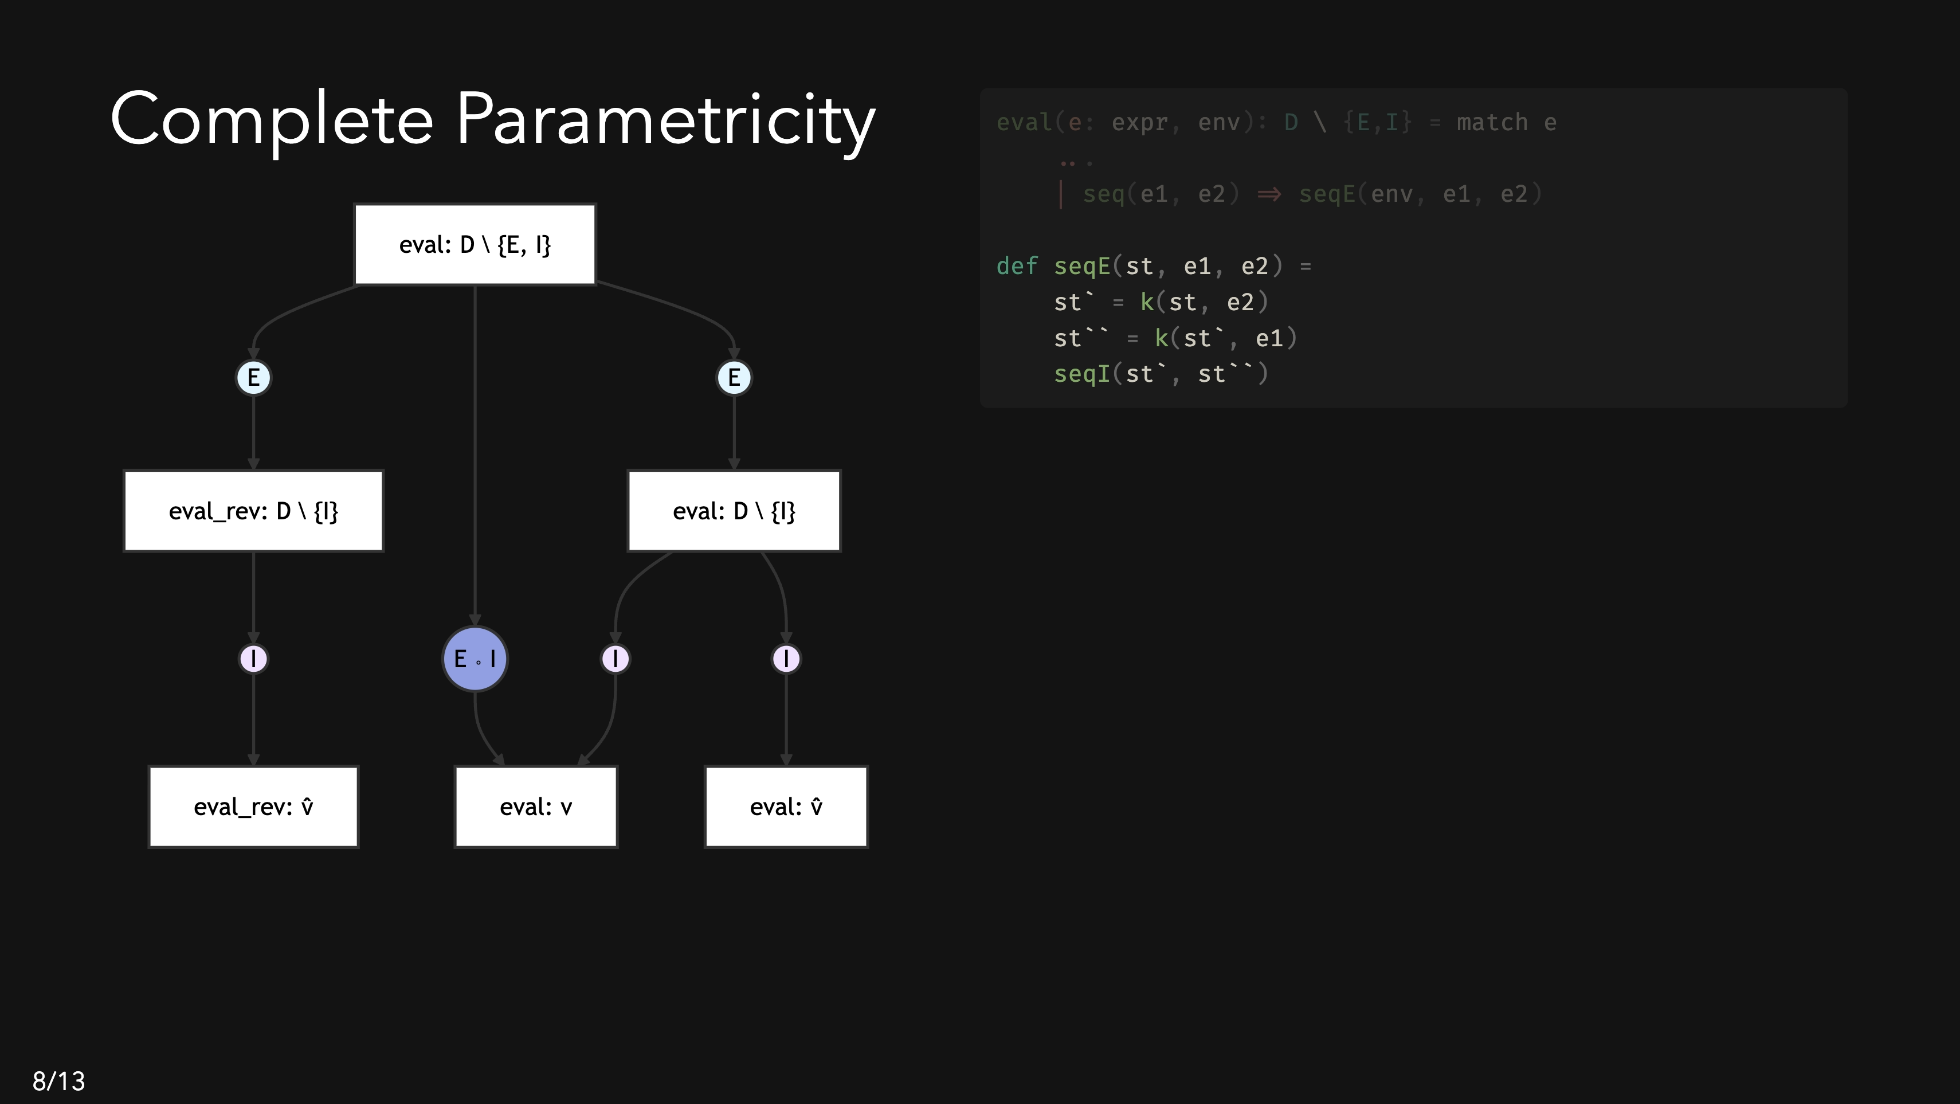 Complete Parametricity
eval: D \ {E, I}
E
E
eval_rev: D \ {I}
eval: D \ {I}
I
E ∘ I
I
I
eval_rev: v̂
eval: v
eval: v̂
eval(e: expr, env): D \ {E,I} = match e
...
| seq(e1, e2) ⇒ seqE(env, e1, e2)
def seqE(st, e1, e2) =
st` = k(st, e2)
st`` = k(st`, e1)
seqI(st`, st``)
8/13